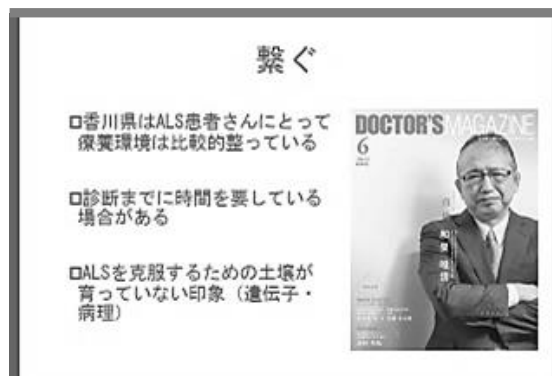 繋ぐ
□香川県はALS患者さんにとって
療養環境は比較的整っている
□診断までに時間を要している
場合がある
□ALSを克服するための土壌が
育っていない印象（遺伝子・
病理）
DOCTOR'S MAGAZINE
6